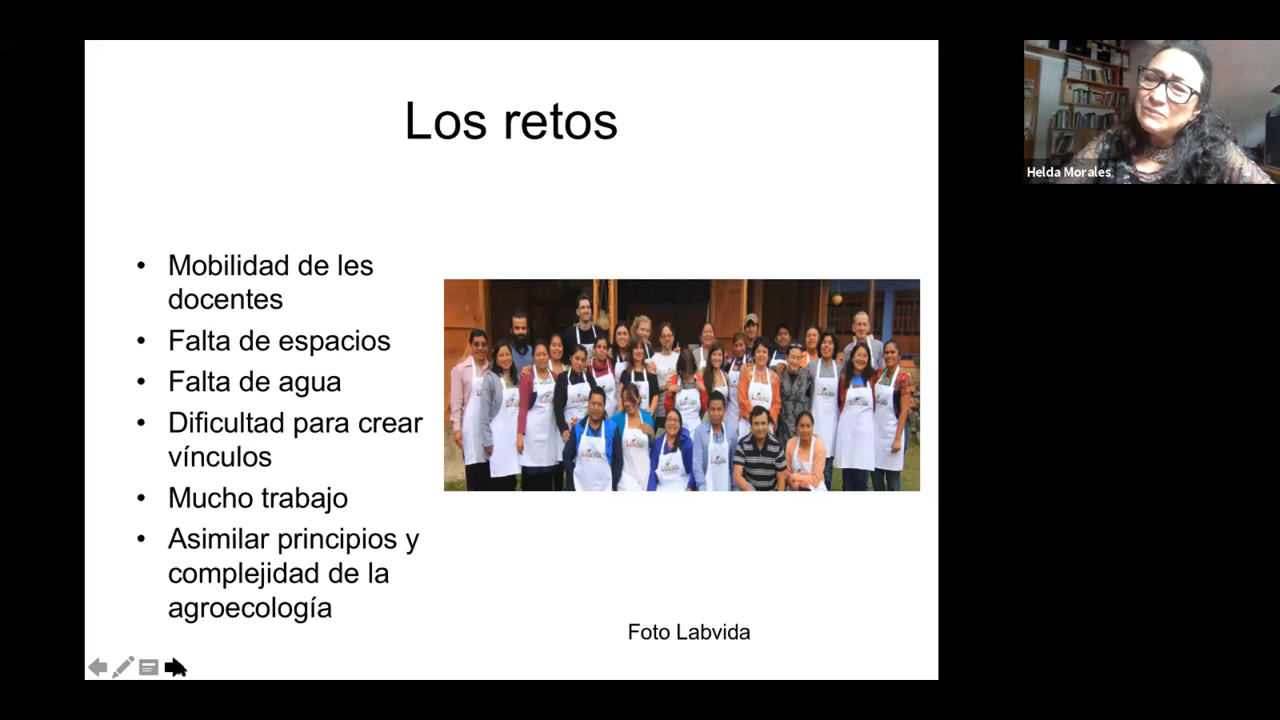 Los retos
• Mobilidad de les
docentes
• Falta de espacios
• Falta de agua
• Dificultad para crear
vínculos
• Mucho trabajo
• Asimilar principios y
complejidad de la
agroecología
Foto Labvida
Helda Morales